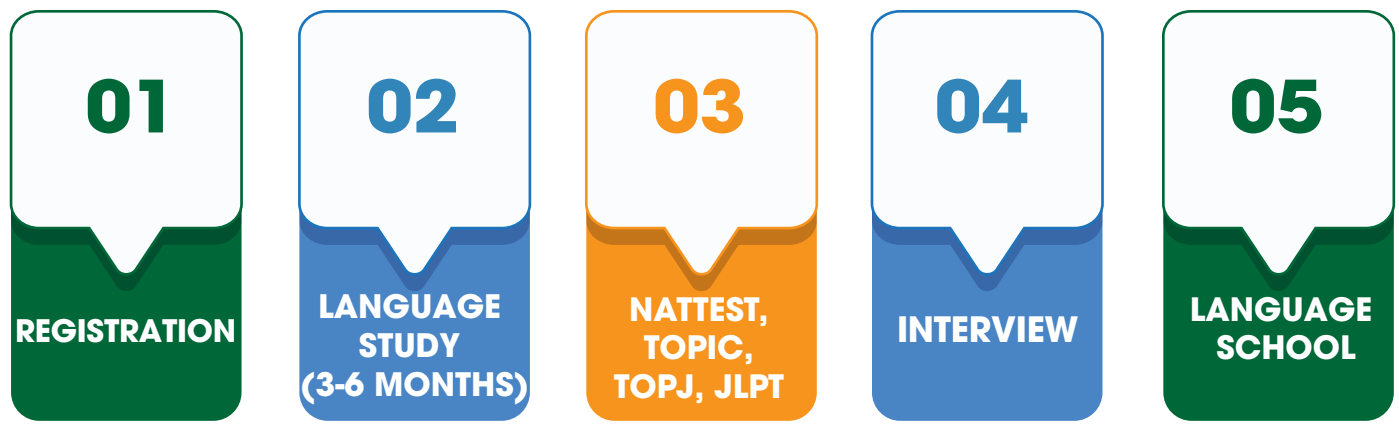 01
REGISTRATION
02
LANGUAGE
STUDY
(3-6 MONTHS)
03
NATTEST,
TOPIC,
TOPJ, JLPT
04
INTERVIEW
05
LANGUAGE
SCHOOL